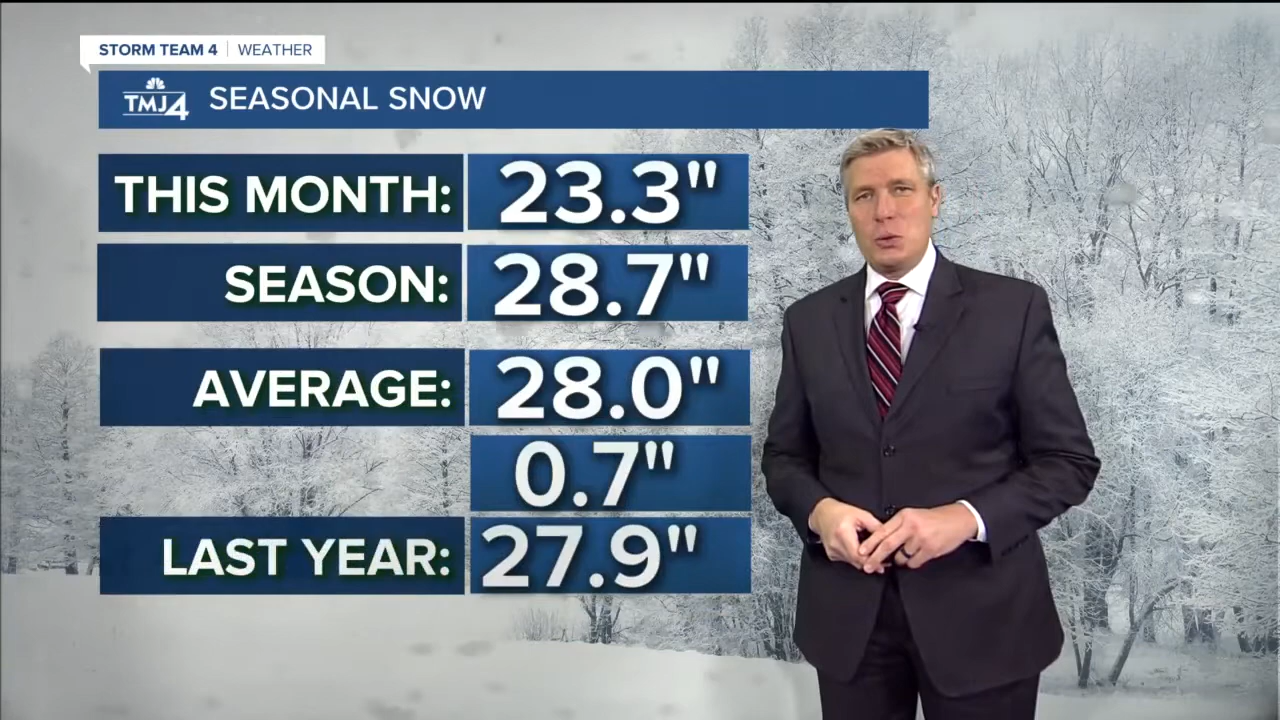 STORM TEAM 4 | WEATHER
TMJ4 SEASONAL SNOW
THIS MONTH: 23.3"
SEASON: 28.7"
AVERAGE: 28.0"
0.7"
LAST YEAR: 27.9"